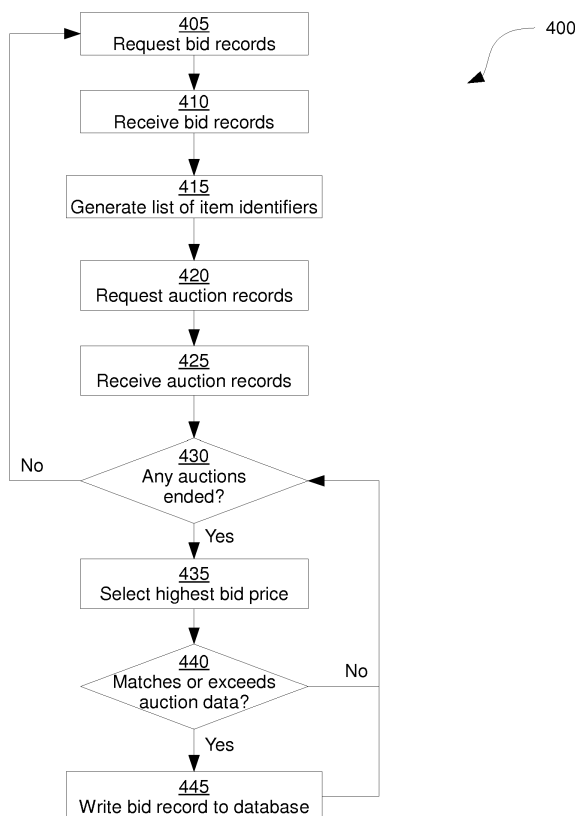 405
Request bid records
400
410
Receive bid records
415
Generate list of item identifiers
420
Request auction records
425
Receive auction records
430
Any auctions
ended?
No
Yes
435
Select highest bid price
440
Matches or exceeds
auction data?
No
Yes
445
Write bid record to database